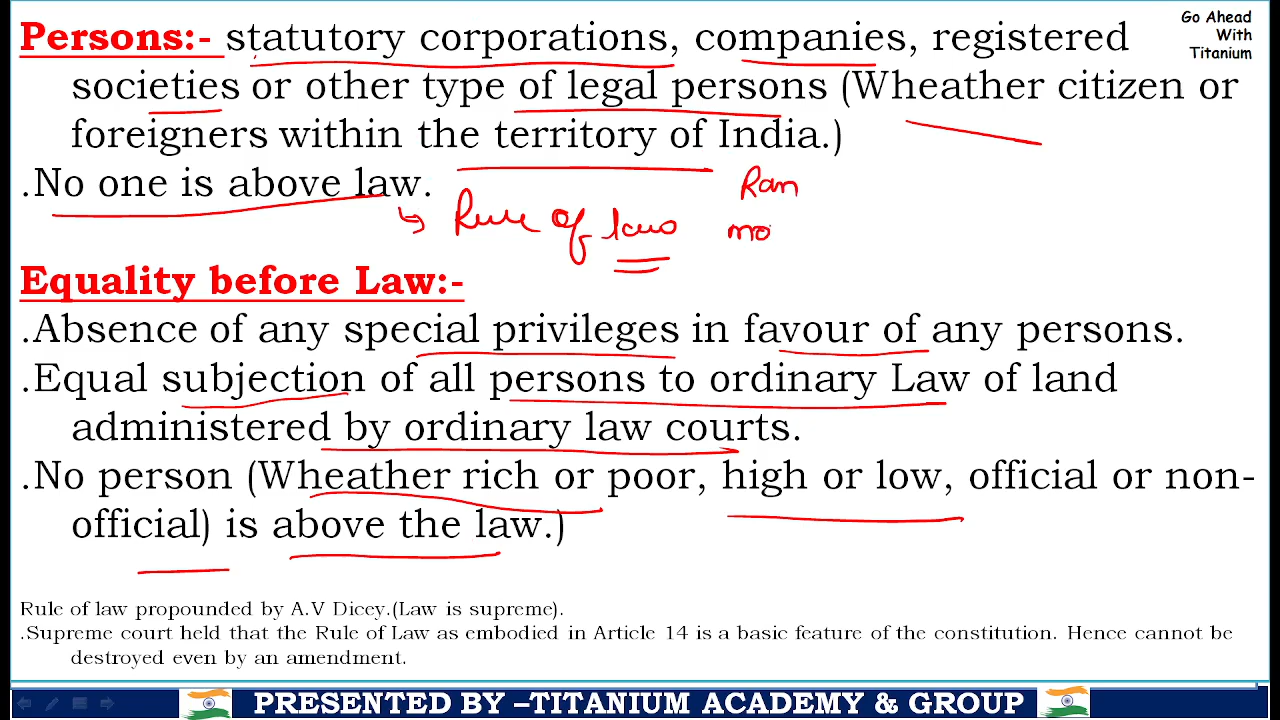 Go Ahead
With
Titanium
Persons:- statutory corporations, companies, registered
societies or other type of legal persons (Wheather citizen or
foreigners within the territory of India.)
.No one is above law.
Rule of laws
Ram
mo
Equality before Law:-
.Absence of any special privileges in favour of any persons.
.Equal subjection of all persons to ordinary Law of land
administered by ordinary law courts.
.No person (Wheather rich or poor, high or low, official or non-
official) is above the law.)
Rule of law propounded by A.V Dicey.(Law is supreme).
.Supreme court held that the Rule of Law as embodied in Article 14 is a basic feature of the constitution. Hence cannot be
destroyed even by an amendment.
PRESENTED BY –TITANIUM ACADEMY & GROUP